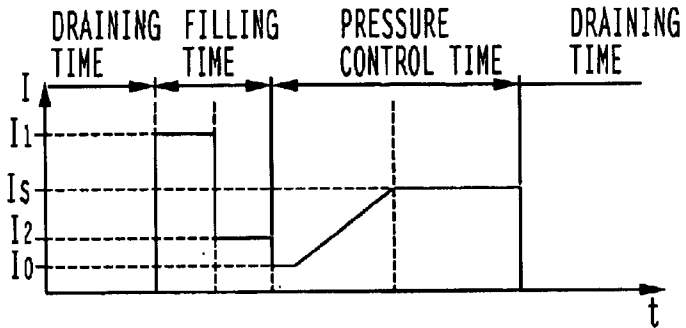 DRAINING TIME
FILLING TIME
PRESSURE CONTROL TIME
DRAINING TIME
I
I1
IS
I2
I0
t